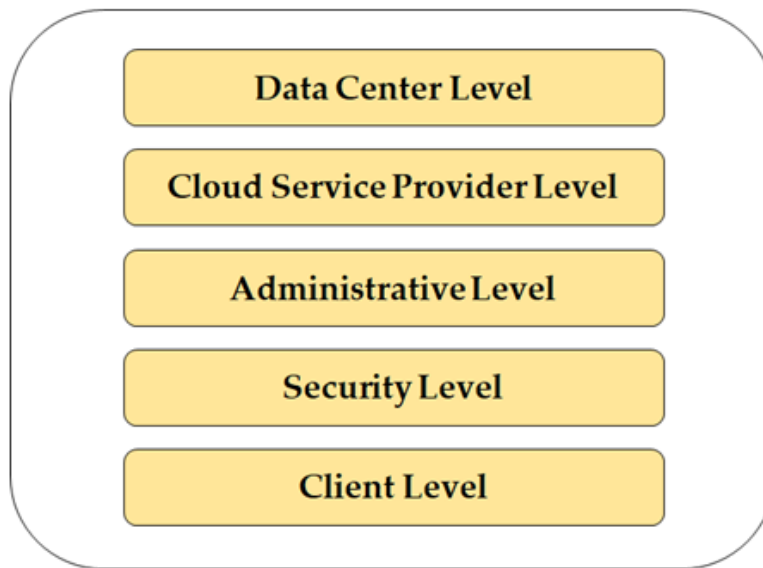 Data Center Level
Cloud Service Provider Level
Administrative Level
Security Level
Client Level